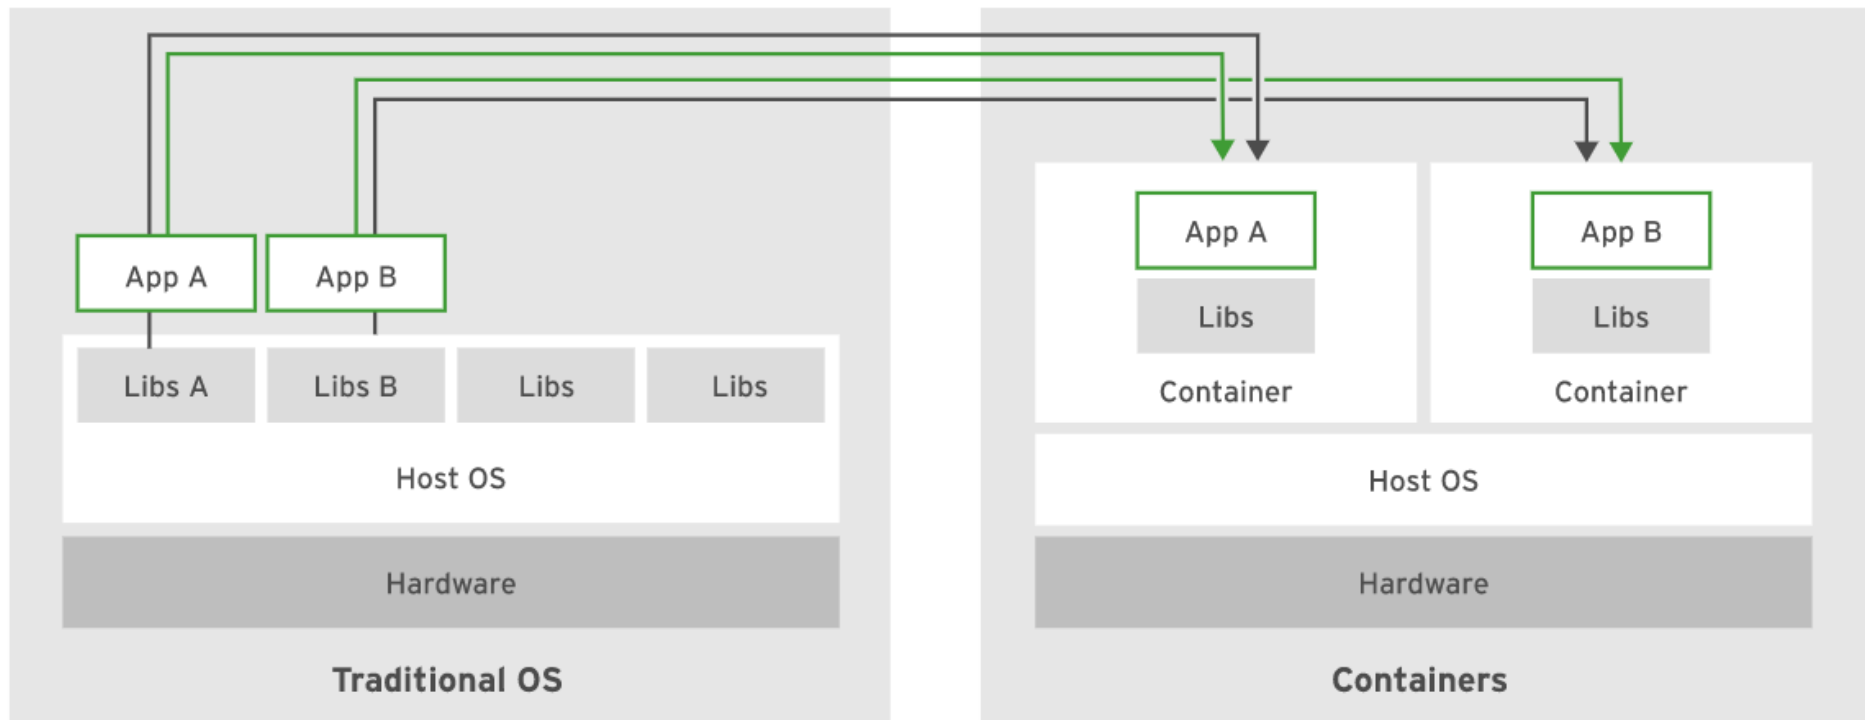 App A
App B
Libs A
Libs B
Libs
Libs
Host OS
Hardware
Traditional OS
App A
Libs
Container
App B
Libs
Container
Host OS
Hardware
Containers